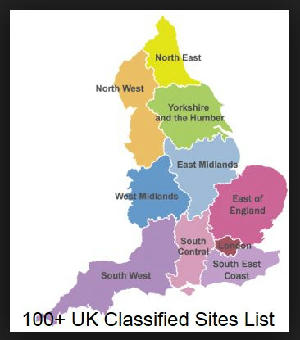 North East
North West
Yorkshire
and the Humber
East Midlands
West Midlands
East of
England
South
Central
London
South East
Coast
South West
100+ UK Classified Sites List